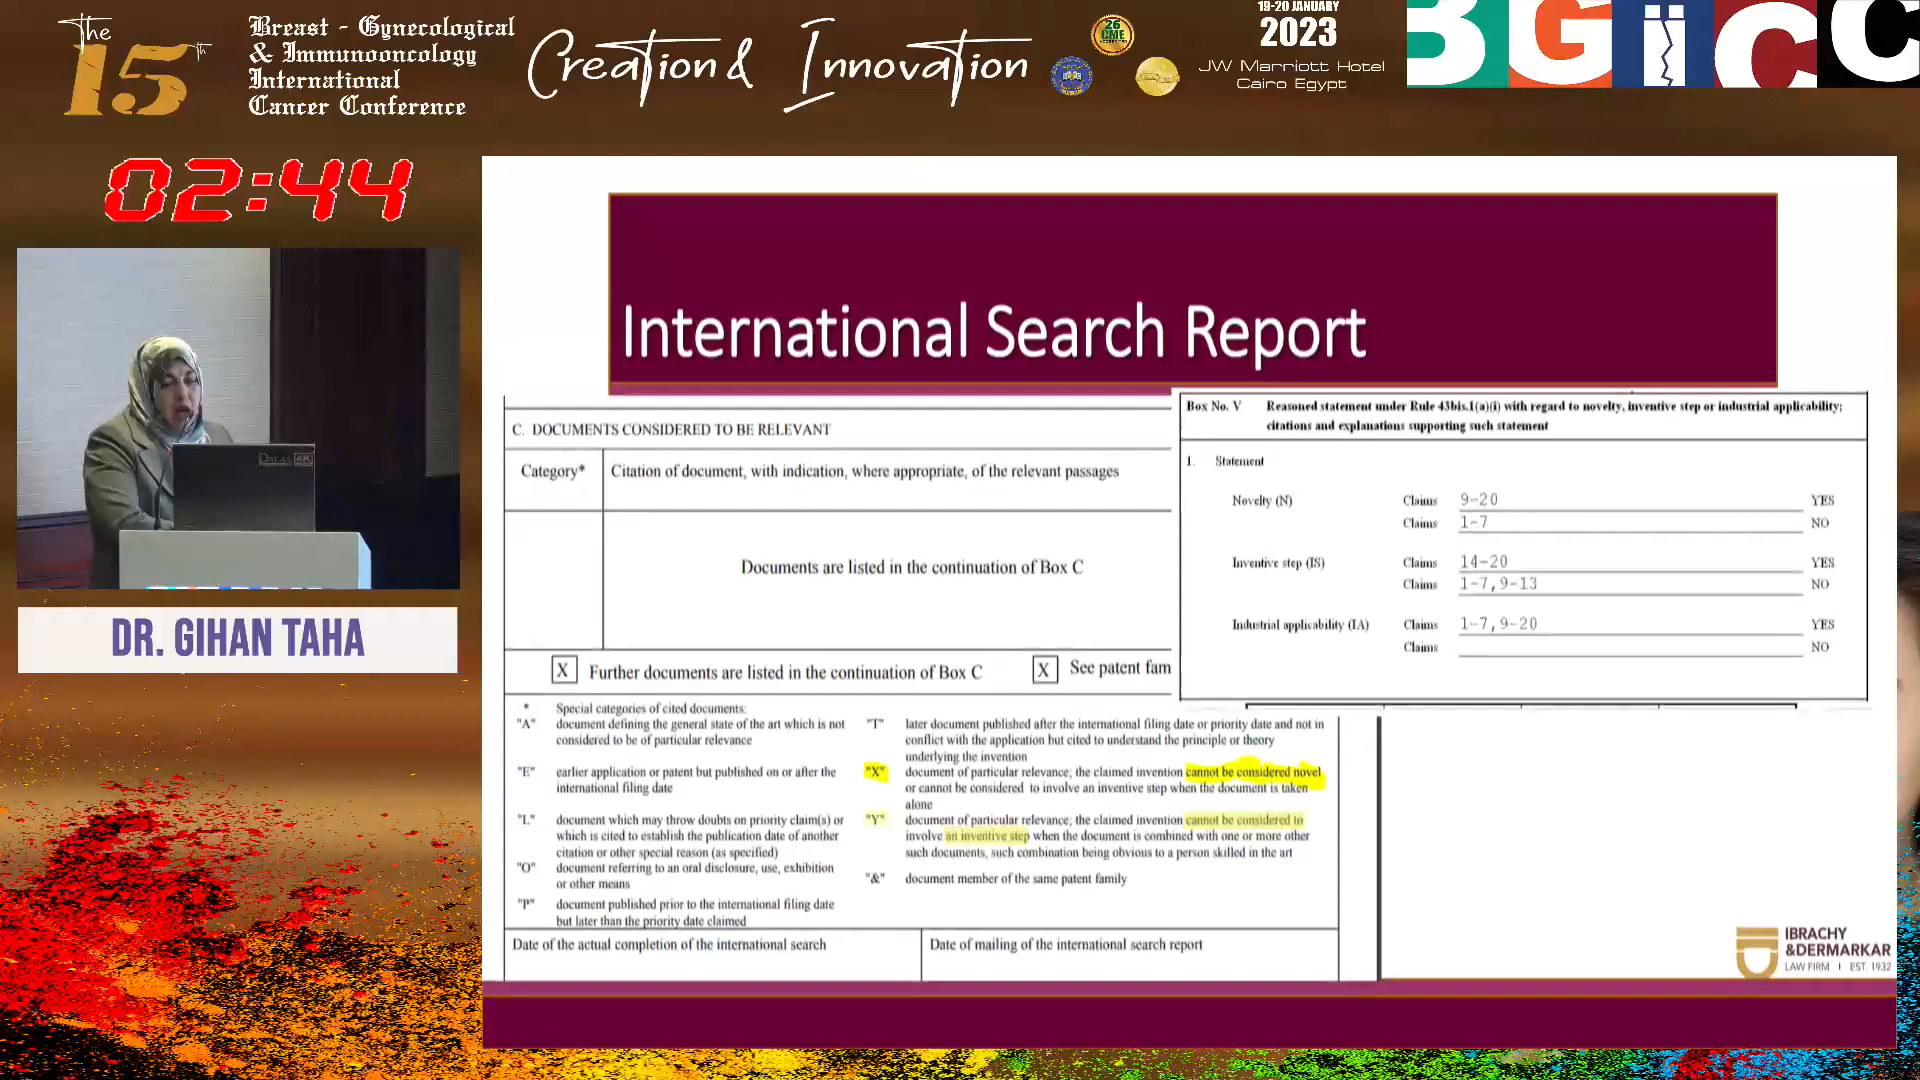 The
15th
Breast - Gynecological
& Immunooncology
International
Cancer Conference
Creation & Innovation
26
CME
19-20 JANUARY
2023
JW Marriott Hotel
Cairo Egypt
BGICC
02:44
DR. GIHAN TAHA
International Search Report
C. DOCUMENTS CONSIDERED TO BE RELEVANT
Category*
Citation of document, with indication, where appropriate, of the relevant passages
Documents are listed in the continuation of Box C
X Further documents are listed in the continuation of Box C
X See patent fam
Box No. V Reasoned statement under Rule 43bis.1(a)(i) with regard to novelty, inventive step or industrial applicability;
citations and explanations supporting such statement
1. Statement
Novelty (N) Claims 9-20 YES
Claims 1-7 NO
Inventive step (IS) Claims 14-20 YES
Claims 1-7,9-13 NO
Industrial applicability (IA) Claims 1-7,9-20 YES
Claims NO
* Special categories of cited documents:
"A" document defining the general state of the art which is not
considered to be of particular relevance
"E" earlier application or patent but published on or after the
international filing date
"L" document which may throw doubts on priority claim(s) or
which is cited to establish the publication date of another
citation or other special reason (as specified)
"O" document referring to an oral disclosure, use, exhibition
or other means
"P" document published prior to the international filing date
but later than the priority date claimed
"T" later document published after the international filing date or priority date and not in
conflict with the application but cited to understand the principle or theory
underlying the invention
"X" document of particular relevance; the claimed invention cannot be considered novel
or cannot be considered to involve an inventive step when the document is taken
alone
"Y" document of particular relevance; the claimed invention cannot be considered to
involve an inventive step when the document is combined with one or more other
such documents, such combination being obvious to a person skilled in the art
"&" document member of the same patent family
Date of the actual completion of the international search
Date of mailing of the international search report
IBRACHY
&DERMARKAR
LAW FIRM | EST. 1932